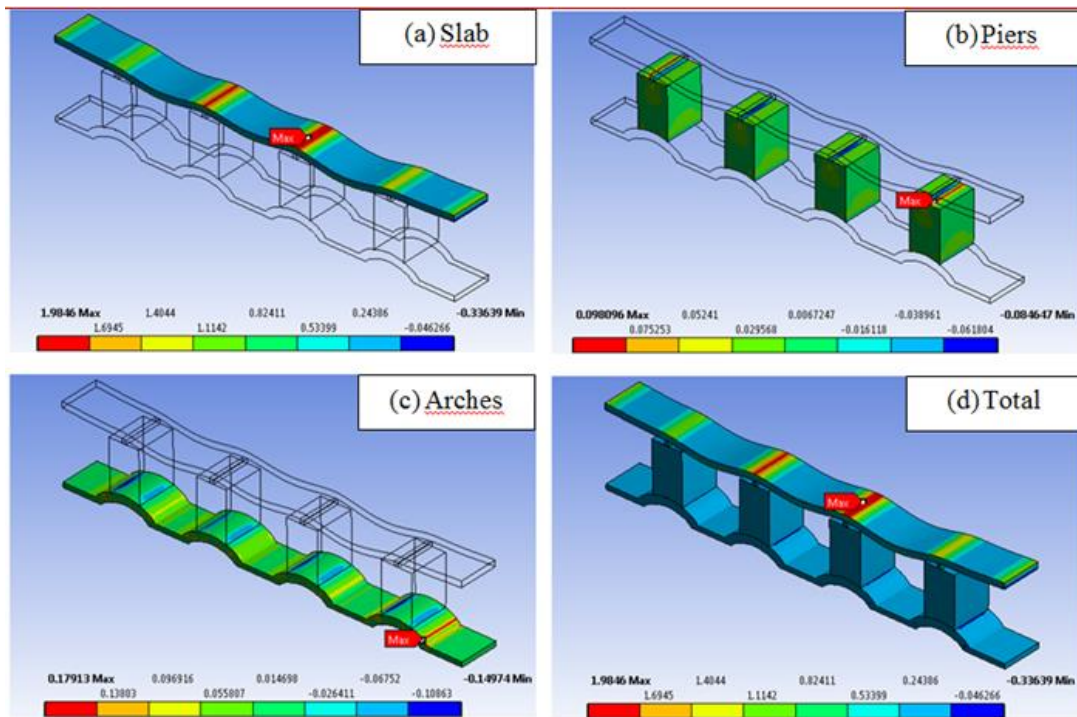 (a) Slab
Max
1.9846 Max 1.4044 0.82411 0.24386 -0.33639 Min
1.6945 1.1142 0.53399 -0.046266
(b) Piers
Max
0.098096 Max 0.05241 0.0067247 -0.038961 -0.084647 Min
0.075253 0.029568 -0.016118 -0.061804
(c) Arches
Max
0.17913 Max 0.096916 0.014698 -0.06752 -0.14974 Min
0.13803 0.055807 -0.026411 -0.10863
(d) Total
Max
1.9846 Max 1.4044 0.82411 0.24386 -0.33639 Min
1.6945 1.1142 0.53399 -0.046266